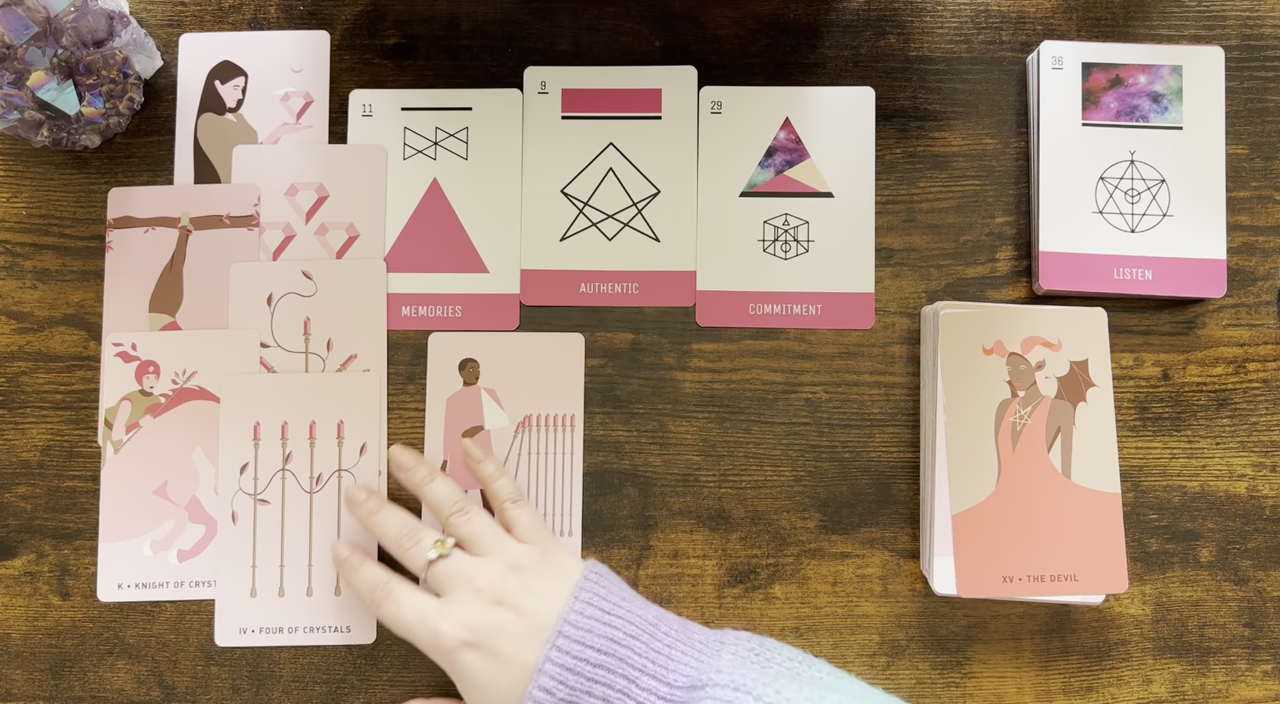 11
MEMORIES
9
AUTHENTIC
29
COMMITMENT
36
LISTEN
K • KNIGHT OF CRYST
IV • FOUR OF CRYSTALS
XV • THE DEVIL